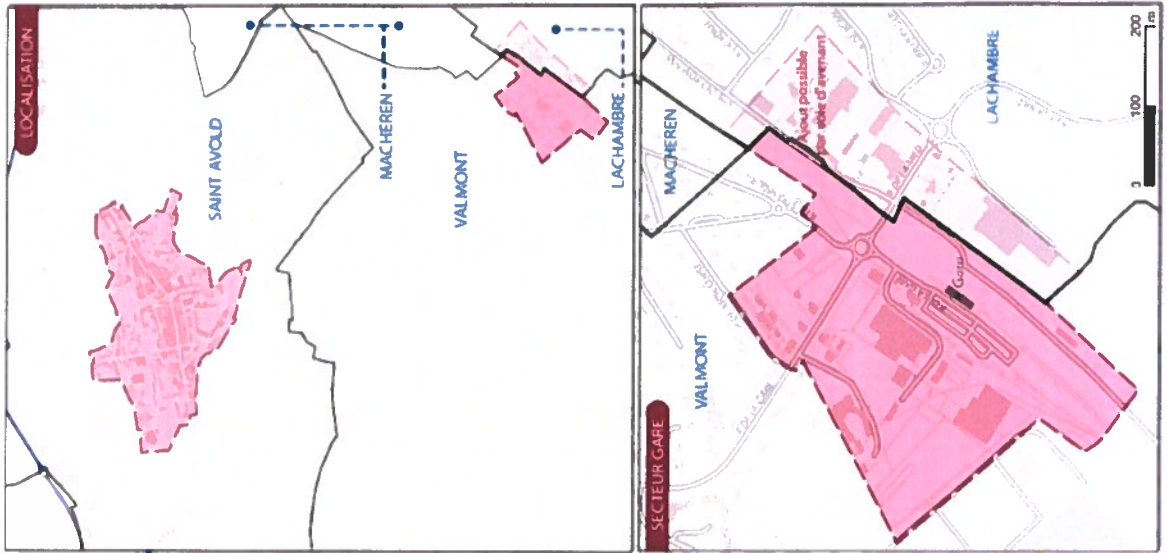 LOCALISATION
SAINT AVOLD
MACHEREN
VALMONT
LACHAMBRE
SECTEUR GARE
VALMONT
MACHEREN
LACHAMBRE
Ajout possible
par voie d'avenant
Gare
0 100 200
m